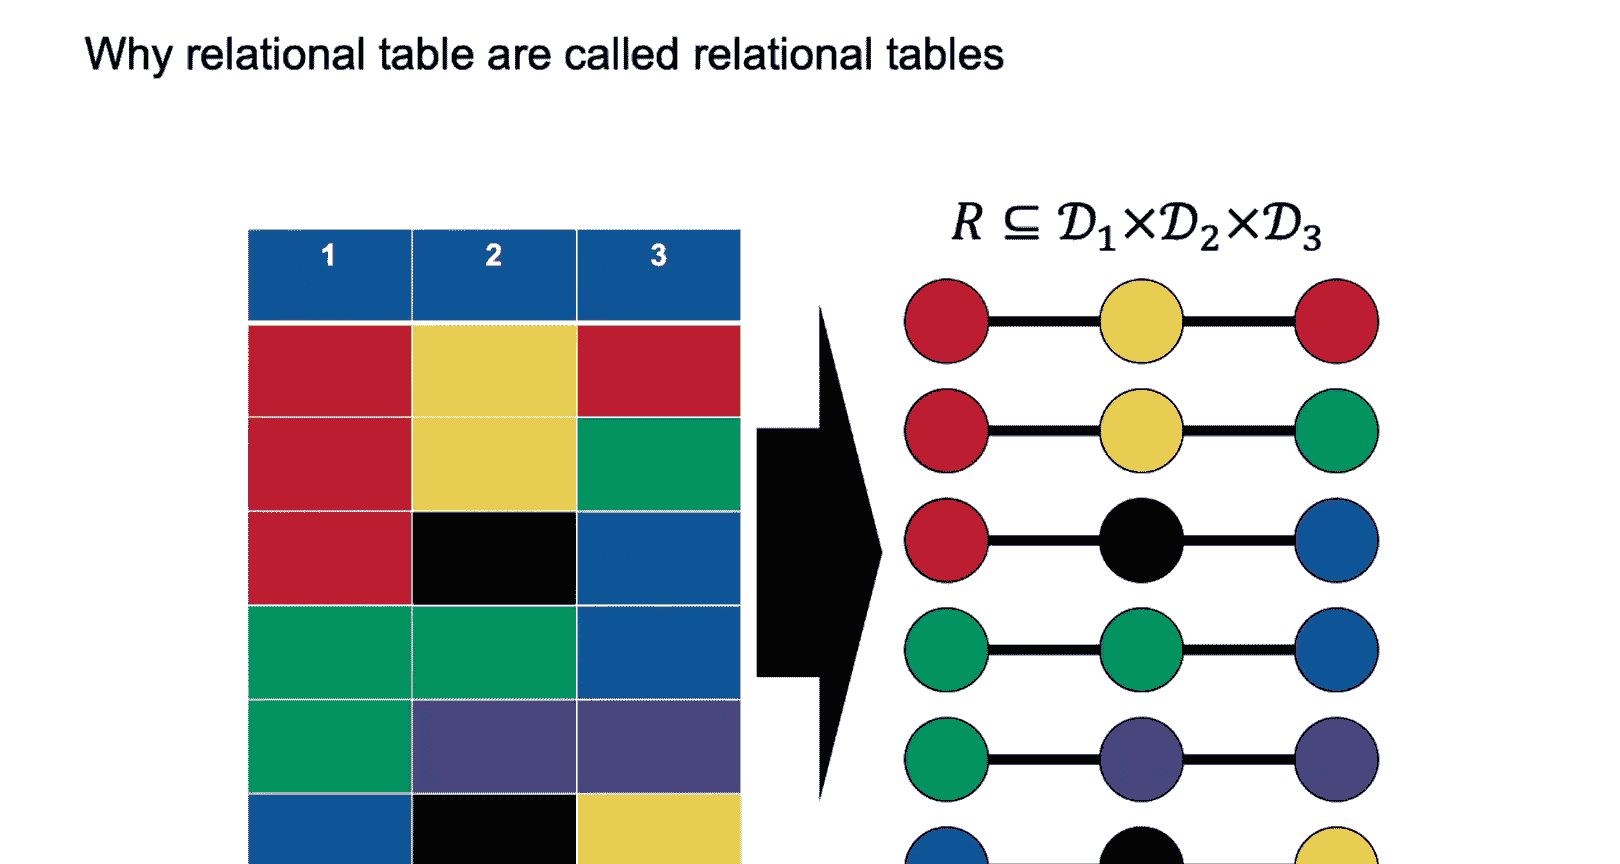 Why relational table are called relational tables
R ⊆ 𝒟₁×𝒟₂×𝒟₃
1 2 3